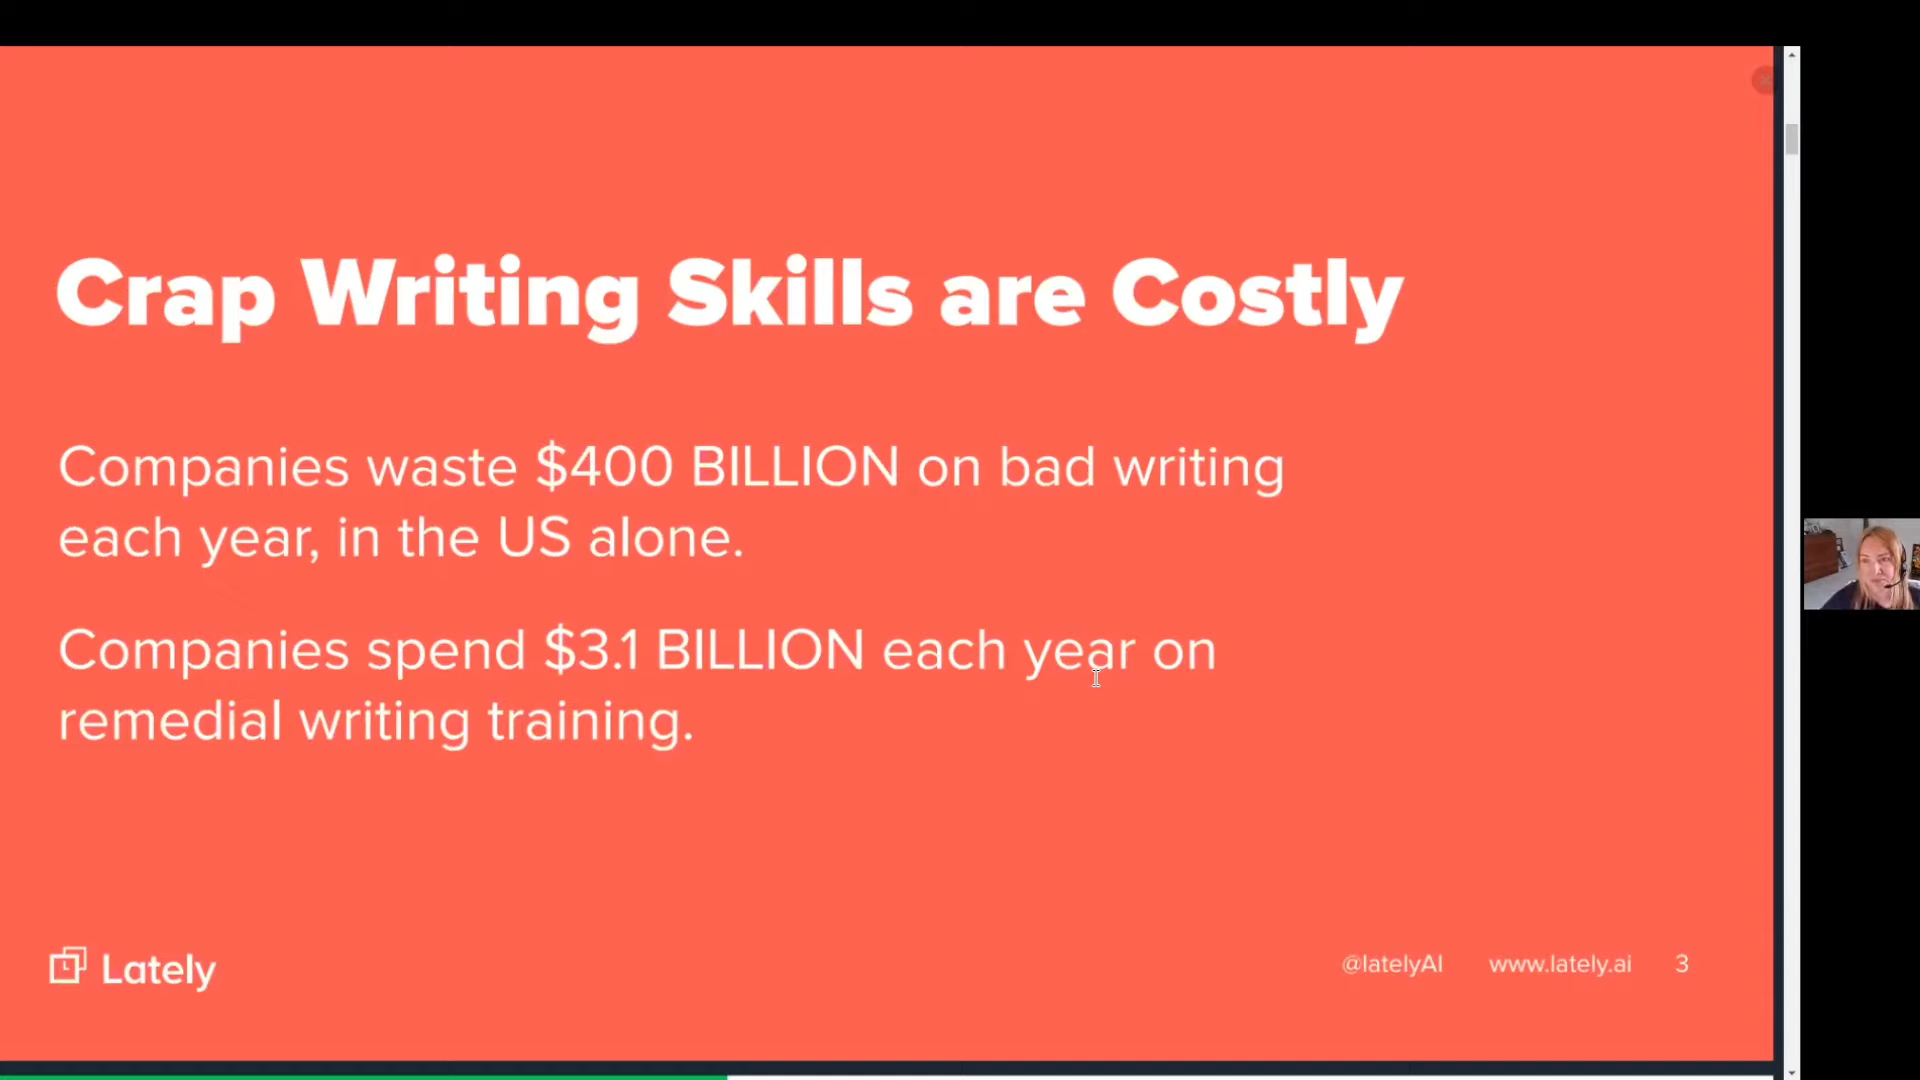 Crap Writing Skills are Costly
Companies waste $400 BILLION on bad writing
each year, in the US alone.
Companies spend $3.1 BILLION each year on
remedial writing training.
Lately
@latelyAI www.lately.ai 3